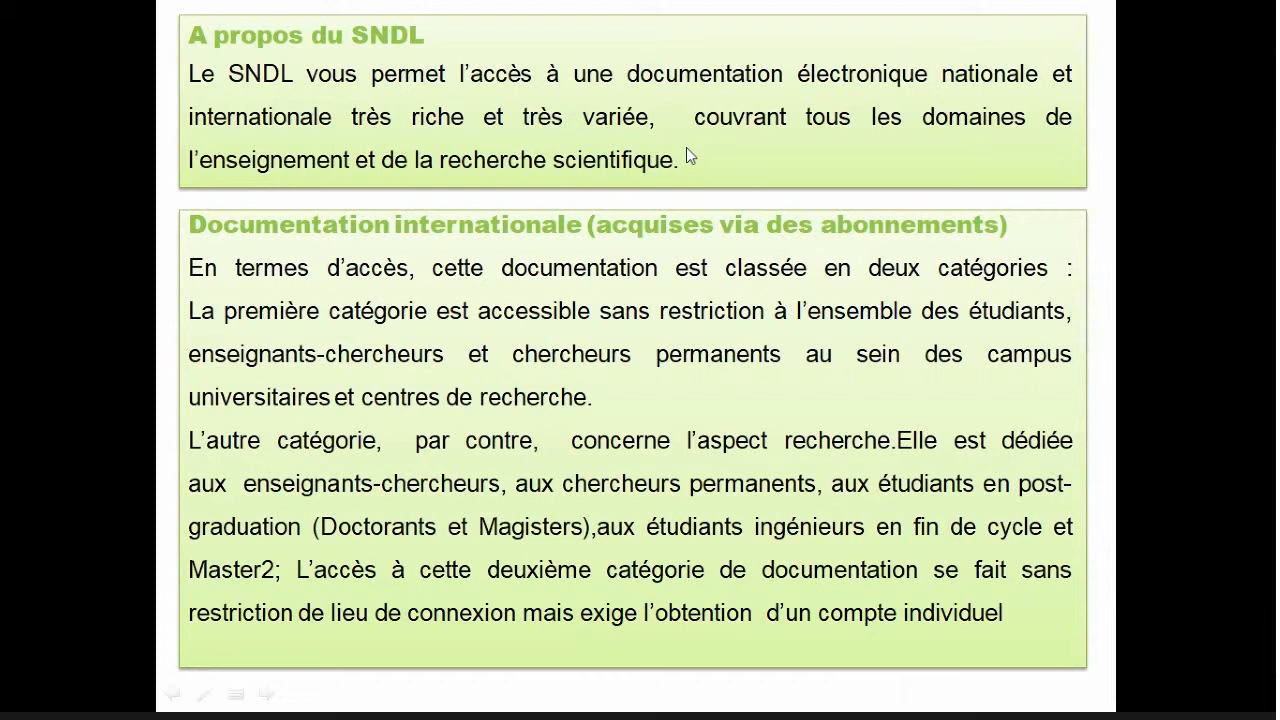 A propos du SNDL
Le SNDL vous permet l’accès à une documentation électronique nationale et
internationale très riche et très variée, couvrant tous les domaines de
l’enseignement et de la recherche scientifique.
Documentation internationale (acquises via des abonnements)
En termes d’accès, cette documentation est classée en deux catégories :
La première catégorie est accessible sans restriction à l’ensemble des étudiants,
enseignants-chercheurs et chercheurs permanents au sein des campus
universitaires et centres de recherche.
L’autre catégorie, par contre, concerne l’aspect recherche.Elle est dédiée
aux enseignants-chercheurs, aux chercheurs permanents, aux étudiants en post-
graduation (Doctorants et Magisters),aux étudiants ingénieurs en fin de cycle et
Master2; L’accès à cette deuxième catégorie de documentation se fait sans
restriction de lieu de connexion mais exige l’obtention d’un compte individuel